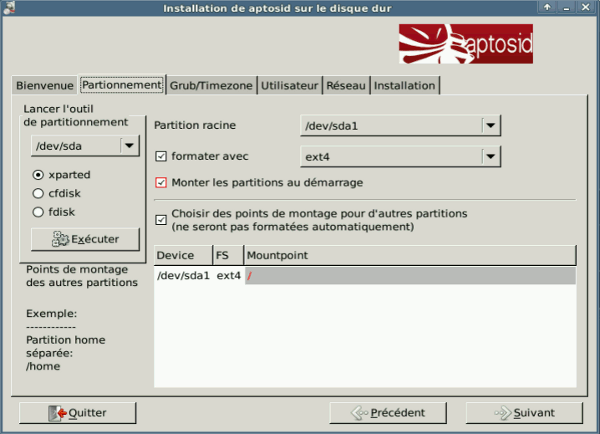 Installation de aptosid sur le disque dur
aptosid
Bienvenue Partionnement Grub/Timezone Utilisateur Réseau Installation
Lancer l'outil
de partitionnement
/dev/sda
xparted
cfdisk
fdisk
Exécuter
Partition racine /dev/sda1
formater avec ext4
Monter les partitions au démarrage
Choisir des points de montage pour d'autres partitions
(ne seront pas formatées automatiquement)
Device FS Mountpoint
/dev/sda1 ext4 /
Points de montage
des autres partitions
Exemple:
------------
Partition home
séparée:
/home
Quitter Précédent Suivant